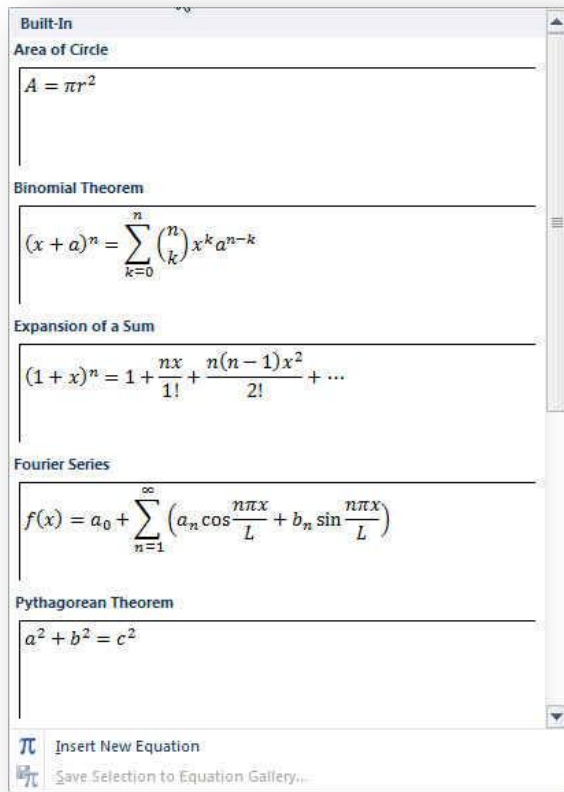 Built-In
Area of Circle
A = πr²
Binomial Theorem
(x + a)ⁿ = ∑_{k=0}^{n} (n k) xᵏaⁿ⁻ᵏ
Expansion of a Sum
(1 + x)ⁿ = 1 + nx/1! + n(n − 1)x²/2! + ⋯
Fourier Series
f(x) = a₀ + ∑_{n=1}^{∞} (aₙ cos nπx/L + bₙ sin nπx/L)
Pythagorean Theorem
a² + b² = c²
π Insert New Equation
π Save Selection to Equation Gallery...